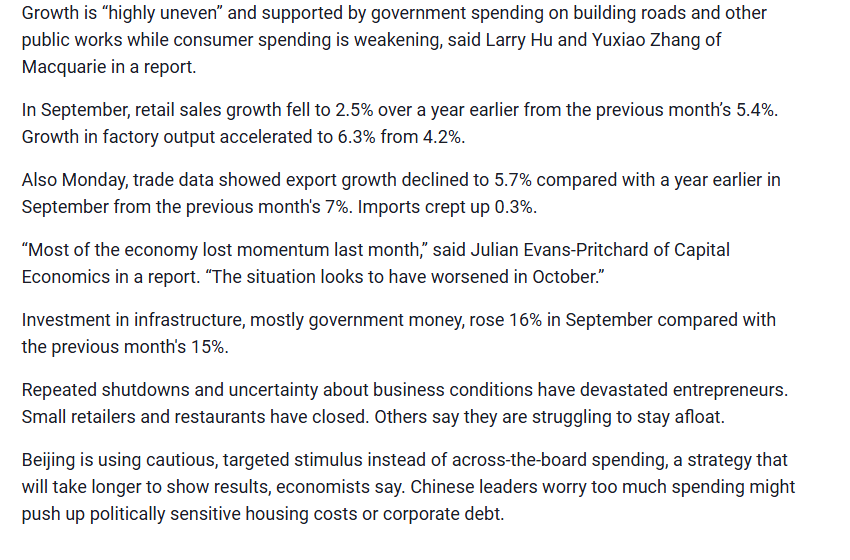 Growth is “highly uneven” and supported by government spending on building roads and other
public works while consumer spending is weakening, said Larry Hu and Yuxiao Zhang of
Macquarie in a report.
In September, retail sales growth fell to 2.5% over a year earlier from the previous month’s 5.4%.
Growth in factory output accelerated to 6.3% from 4.2%.
Also Monday, trade data showed export growth declined to 5.7% compared with a year earlier in
September from the previous month's 7%. Imports crept up 0.3%.
“Most of the economy lost momentum last month,” said Julian Evans-Pritchard of Capital
Economics in a report. “The situation looks to have worsened in October.”
Investment in infrastructure, mostly government money, rose 16% in September compared with
the previous month's 15%.
Repeated shutdowns and uncertainty about business conditions have devastated entrepreneurs.
Small retailers and restaurants have closed. Others say they are struggling to stay afloat.
Beijing is using cautious, targeted stimulus instead of across-the-board spending, a strategy that
will take longer to show results, economists say. Chinese leaders worry too much spending might
push up politically sensitive housing costs or corporate debt.